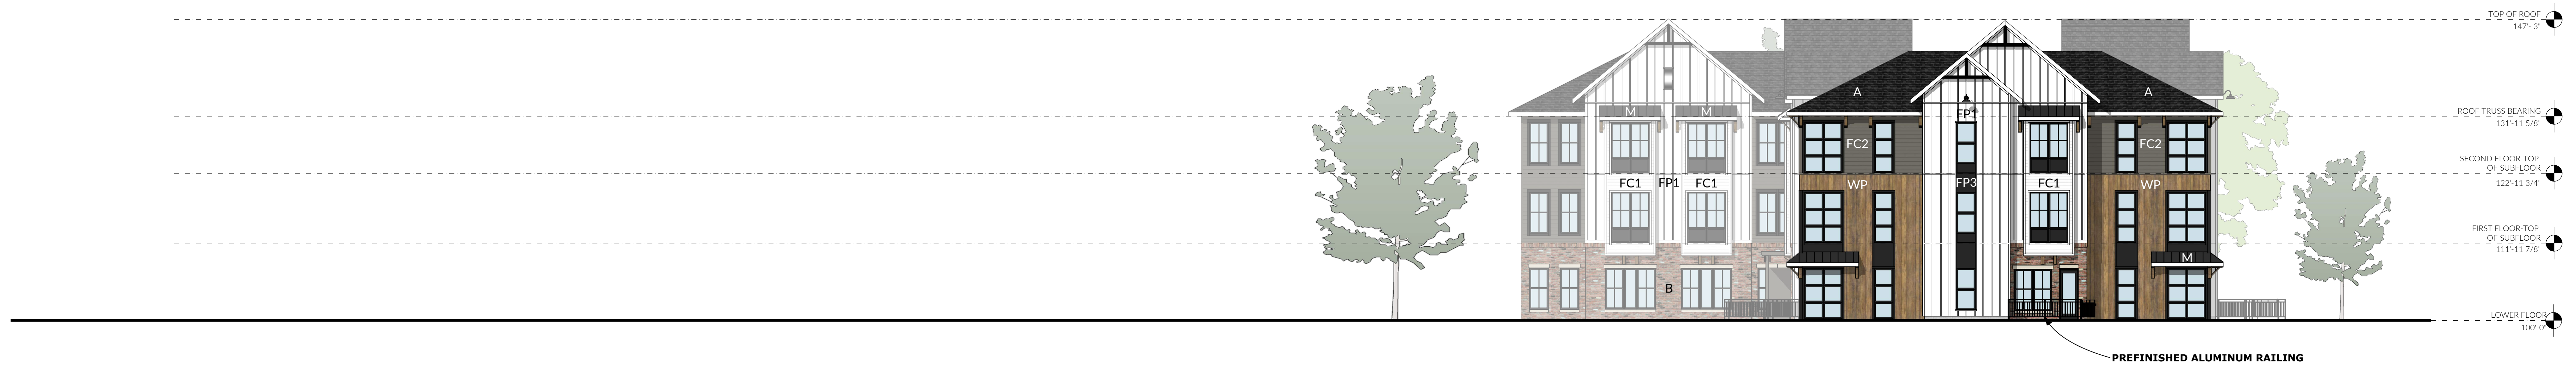 TOP OF ROOF
147'- 3"
A
A
M
M
FP1
ROOF TRUSS BEARING
131'-11 5/8"
FC2
FC2
SECOND FLOOR-TOP
OF SUBFLOOR
122'-11 3/4"
FC1
FP1
FC1
WP
FP3
FC1
WP
FIRST FLOOR-TOP
OF SUBFLOOR
111'-11 7/8"
M
B
LOWER FLOOR
100'-0"
PREFINISHED ALUMINUM RAILING